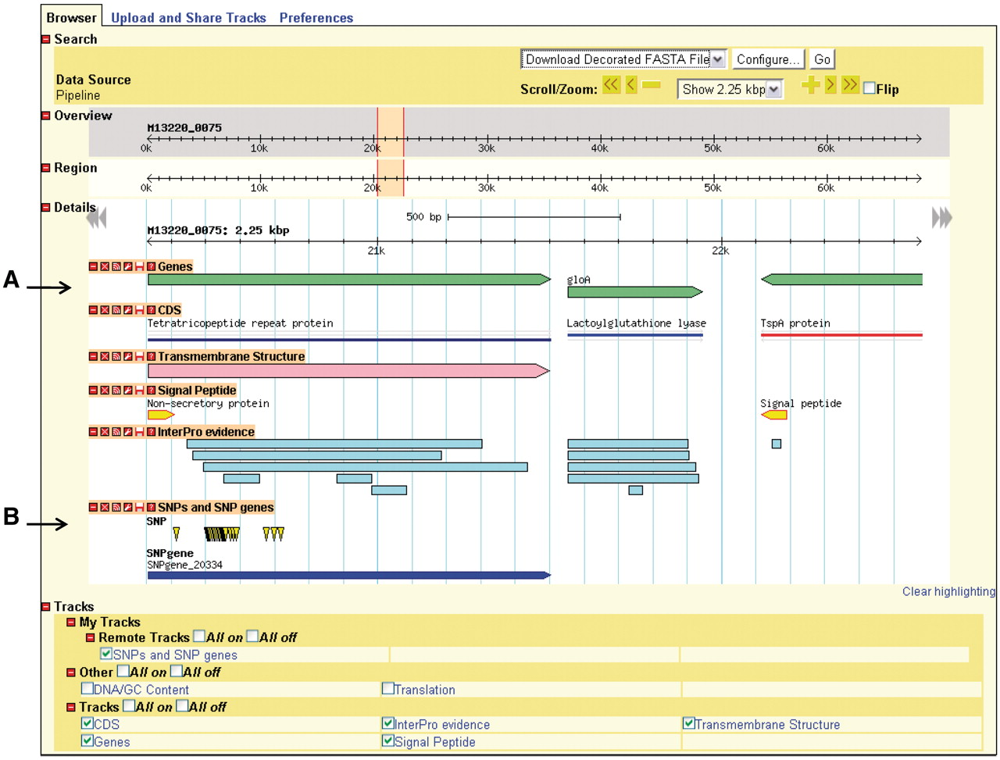 Browser Upload and Share Tracks Preferences
Search
Download Decorated FASTA File Configure... Go
Data Source
Pipeline
Scroll/Zoom: Show 2.25 kbp Flip
Overview
M13220_0075
0k 10k 20k 30k 40k 50k 60k
Region
0k 10k 20k 30k 40k 50k 60k
Details
500 bp
M13220_0075: 2.25 kbp
21k 22k
Genes
A
gloA
CDS
Tetratricopeptide repeat protein Lactoylglutathione lyase TspA protein
Transmembrane Structure
Signal Peptide
Non-secretory protein Signal peptide
InterPro evidence
SNPs and SNP genes
B
SNP
SNPgene
SNPgene_20334
Clear highlighting
Tracks
My Tracks
Remote Tracks All on All off
SNPs and SNP genes
Other All on All off
DNA/GC Content Translation
Tracks All on All off
CDS InterPro evidence Transmembrane Structure
Genes Signal Peptide